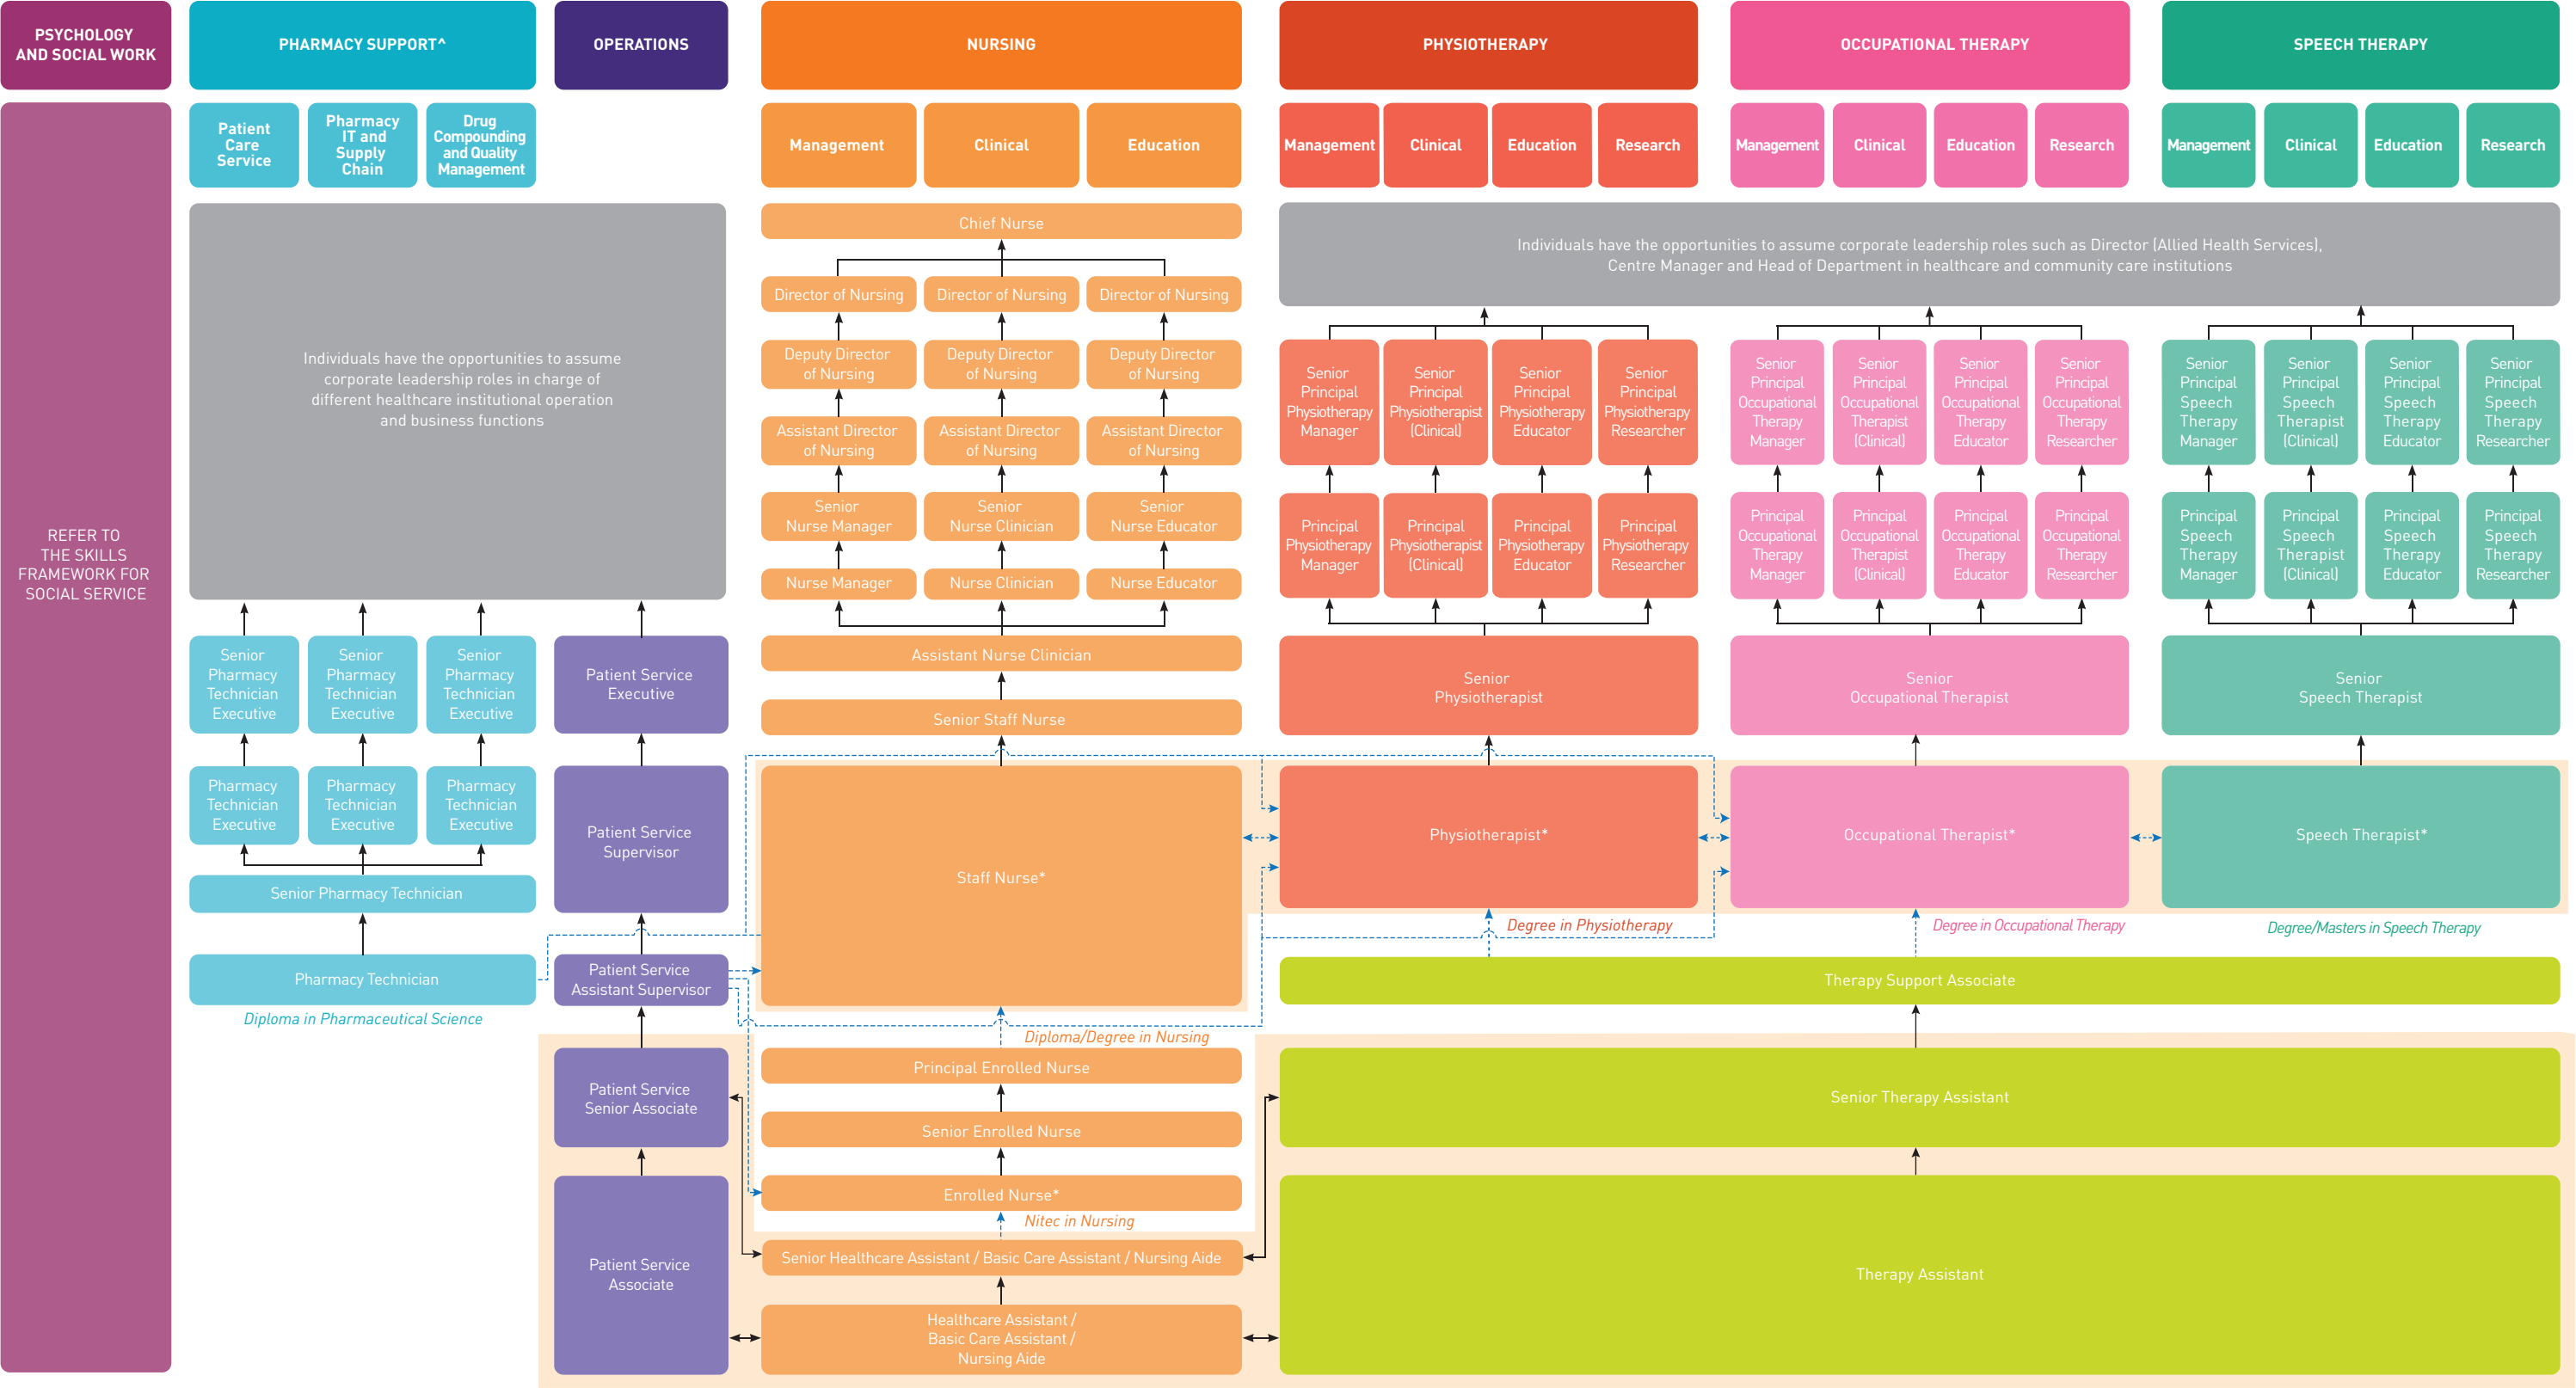 PSYCHOLOGY
AND SOCIAL WORK
PHARMACY SUPPORT^
OPERATIONS
NURSING
PHYSIOTHERAPY
OCCUPATIONAL THERAPY
SPEECH THERAPY
Patient
Care
Service
Pharmacy
IT and
Supply
Chain
Drug
Compounding
and Quality
Management
Management
Clinical
Education
Management
Clinical
Education
Research
Management
Clinical
Education
Research
Management
Clinical
Education
Research
REFER TO
THE SKILLS
FRAMEWORK FOR
SOCIAL SERVICE
Individuals have the opportunities to assume
corporate leadership roles in charge of
different healthcare institutional operation
and business functions
Chief Nurse
Individuals have the opportunities to assume corporate leadership roles such as Director (Allied Health Services),
Centre Manager and Head of Department in healthcare and community care institutions
Director of Nursing
Director of Nursing
Director of Nursing
Deputy Director
of Nursing
Deputy Director
of Nursing
Deputy Director
of Nursing
Assistant Director
of Nursing
Assistant Director
of Nursing
Assistant Director
of Nursing
Senior
Nurse Manager
Senior
Nurse Clinician
Senior
Nurse Educator
Nurse Manager
Nurse Clinician
Nurse Educator
Senior
Principal
Physiotherapy
Manager
Senior
Principal
Physiotherapist
(Clinical)
Senior
Principal
Physiotherapy
Educator
Senior
Principal
Physiotherapy
Researcher
Senior
Principal
Occupational
Therapy
Manager
Senior
Principal
Occupational
Therapist
(Clinical)
Senior
Principal
Occupational
Therapy
Educator
Senior
Principal
Occupational
Therapy
Researcher
Senior
Principal
Speech
Therapy
Manager
Senior
Principal
Speech
Therapist
(Clinical)
Senior
Principal
Speech
Therapy
Educator
Senior
Principal
Speech
Therapy
Researcher
Principal
Physiotherapy
Manager
Principal
Physiotherapist
(Clinical)
Principal
Physiotherapy
Educator
Principal
Physiotherapy
Researcher
Principal
Occupational
Therapy
Manager
Principal
Occupational
Therapist
(Clinical)
Principal
Occupational
Therapy
Educator
Principal
Occupational
Therapy
Researcher
Principal
Speech
Therapy
Manager
Principal
Speech
Therapist
(Clinical)
Principal
Speech
Therapy
Educator
Principal
Speech
Therapy
Researcher
Senior
Pharmacy
Technician
Executive
Senior
Pharmacy
Technician
Executive
Senior
Pharmacy
Technician
Executive
Patient Service
Executive
Assistant Nurse Clinician
Senior Staff Nurse
Senior
Physiotherapist
Senior
Occupational Therapist
Senior
Speech Therapist
Pharmacy
Technician
Executive
Pharmacy
Technician
Executive
Pharmacy
Technician
Executive
Patient Service
Supervisor
Staff Nurse*
Physiotherapist*
Occupational Therapist*
Speech Therapist*
Senior Pharmacy Technician
Degree in Physiotherapy
Degree in Occupational Therapy
Degree/Masters in Speech Therapy
Pharmacy Technician
Patient Service
Assistant Supervisor
Therapy Support Associate
Diploma in Pharmaceutical Science
Diploma/Degree in Nursing
Patient Service
Senior Associate
Principal Enrolled Nurse
Senior Enrolled Nurse
Senior Therapy Assistant
Enrolled Nurse*
Nitec in Nursing
Patient Service
Associate
Senior Healthcare Assistant / Basic Care Assistant / Nursing Aide
Therapy Assistant
Healthcare Assistant /
Basic Care Assistant /
Nursing Aide